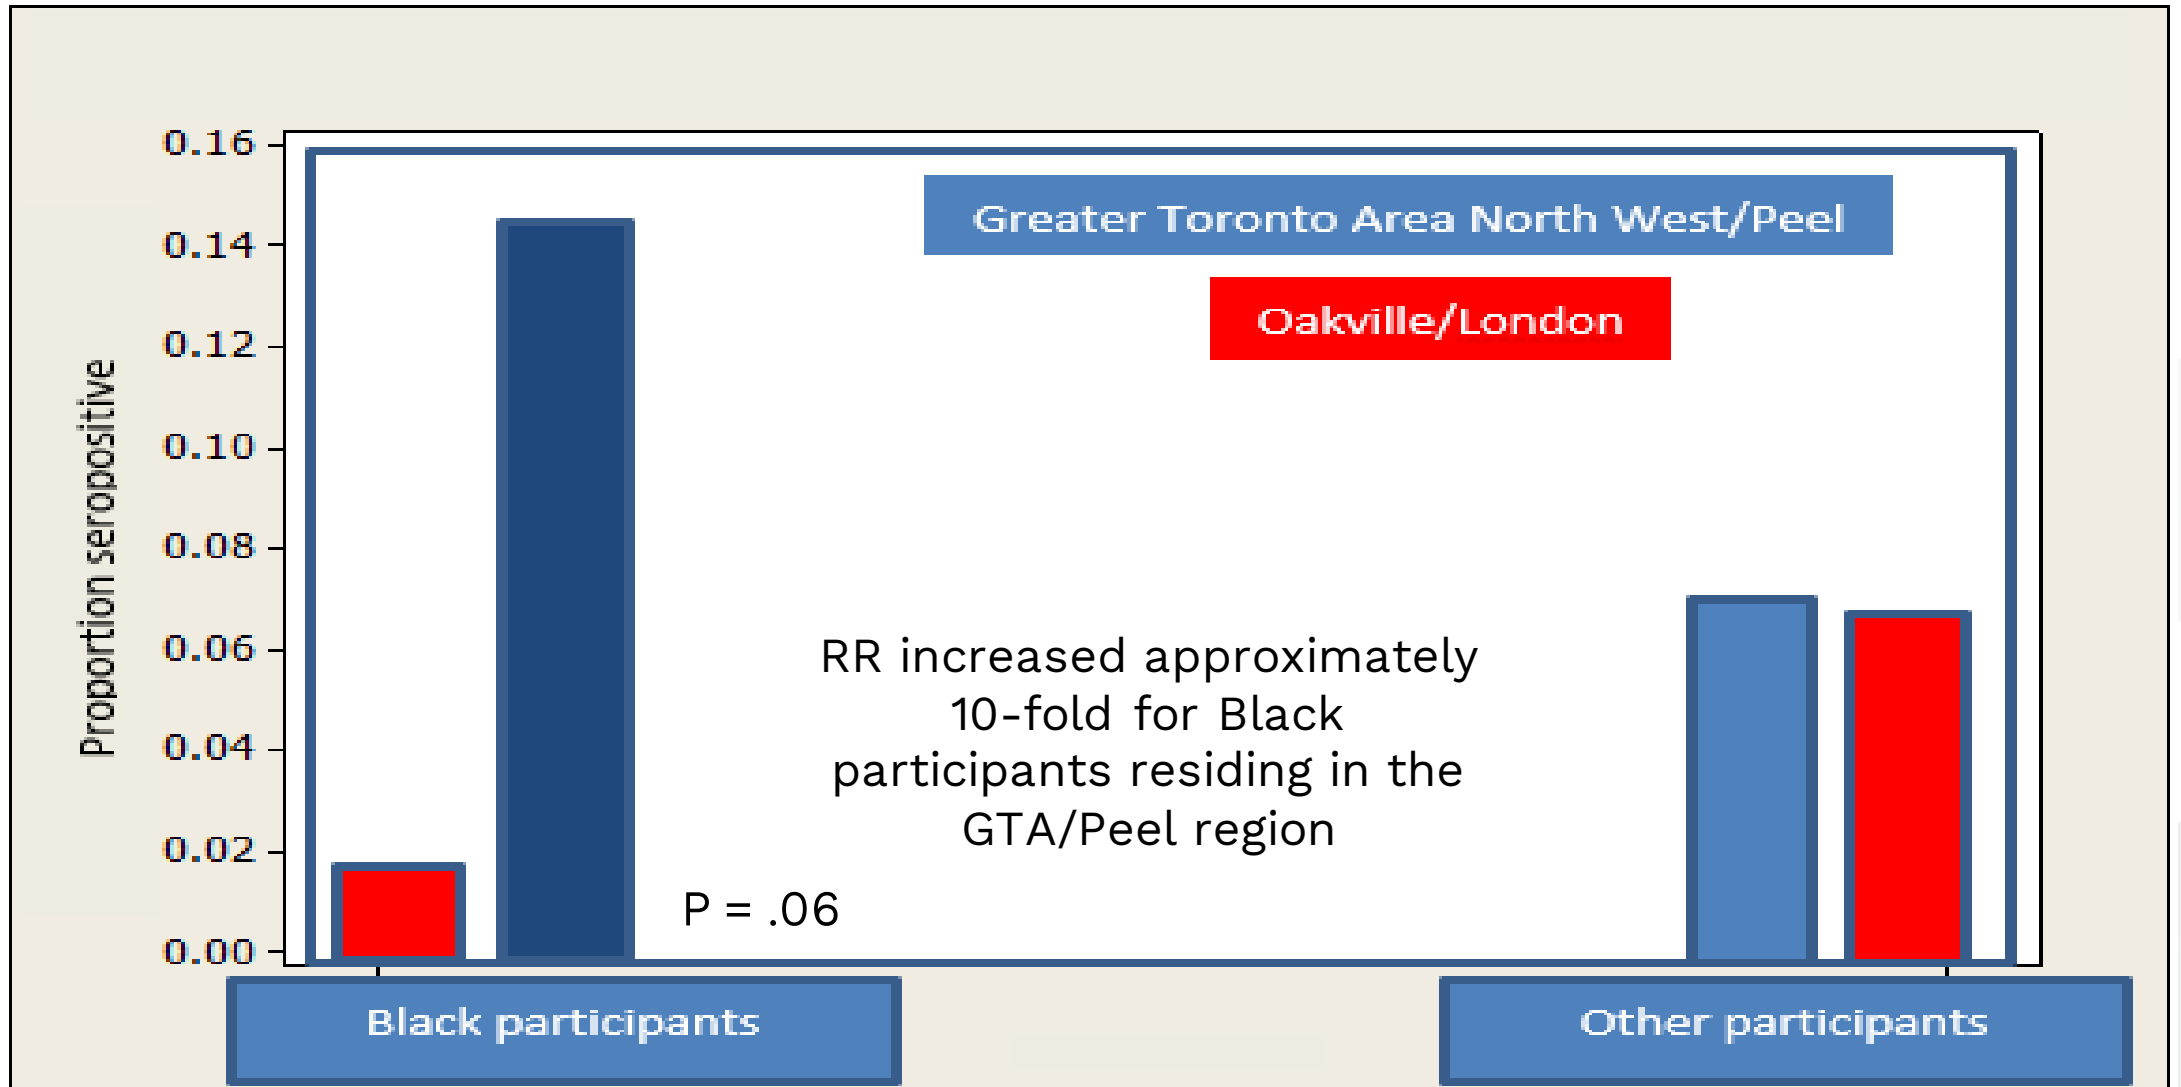 0.16
0.14
0.12
0.10
0.08
0.06
0.04
0.02
0.00
Proportion seropositive
Greater Toronto Area North West/Peel
Oakville/London
RR increased approximately
10-fold for Black
participants residing in the
GTA/Peel region
P = .06
Black participants
Other participants